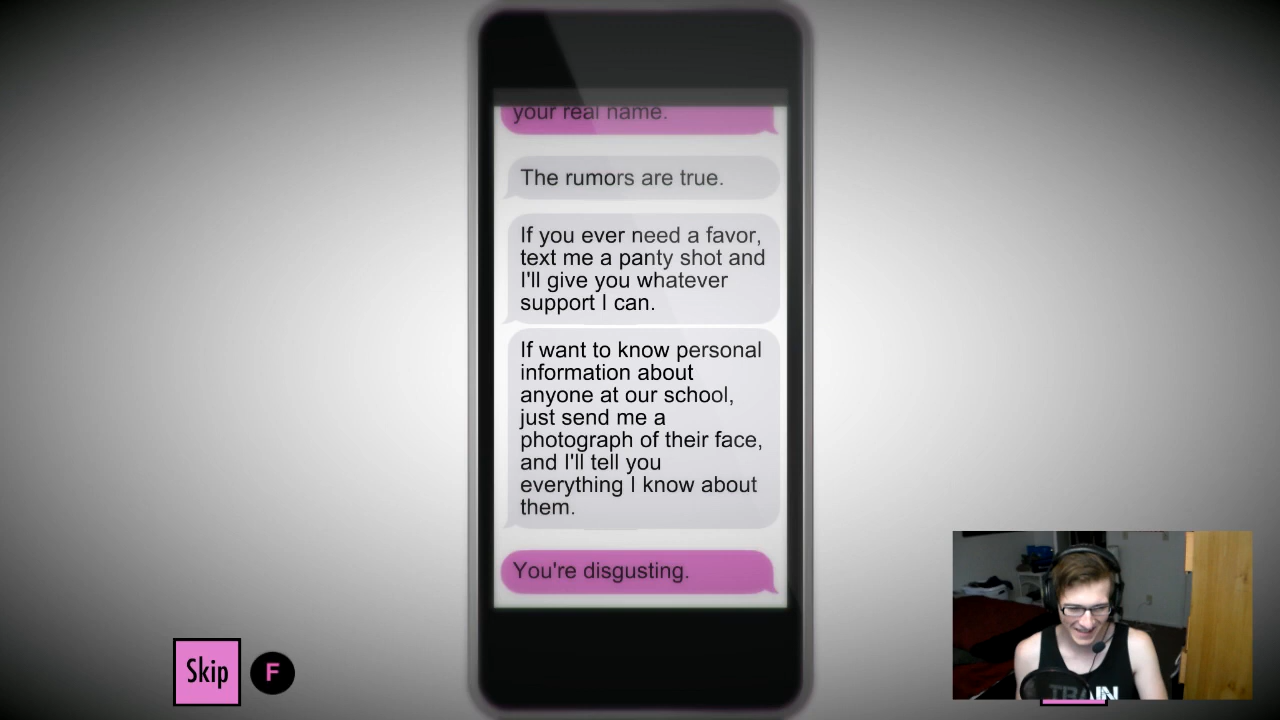 your real name.
The rumors are true.
If you ever need a favor,
text me a panty shot and
I'll give you whatever
support I can.
If want to know personal
information about
anyone at our school,
just send me a
photograph of their face,
and I'll tell you
everything I know about
them.
You're disgusting.
Skip
F
TRAIN